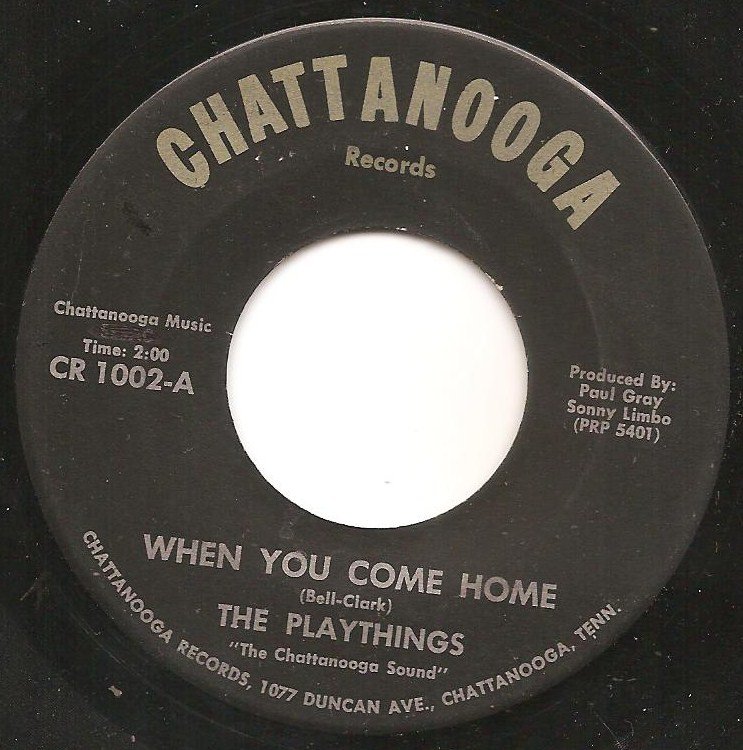 CHATTANOOGA
Records
Chattanooga Music
Time: 2:00
CR 1002-A
Produced By:
Paul Gray
Sonny Limbo
(PRP 5401)
WHEN YOU COME HOME
(Bell-Clark)
THE PLAYTHINGS
"The Chattanooga Sound"
CHATTANOOGA RECORDS, 1077 DUNCAN AVE., CHATTANOOGA, TENN.